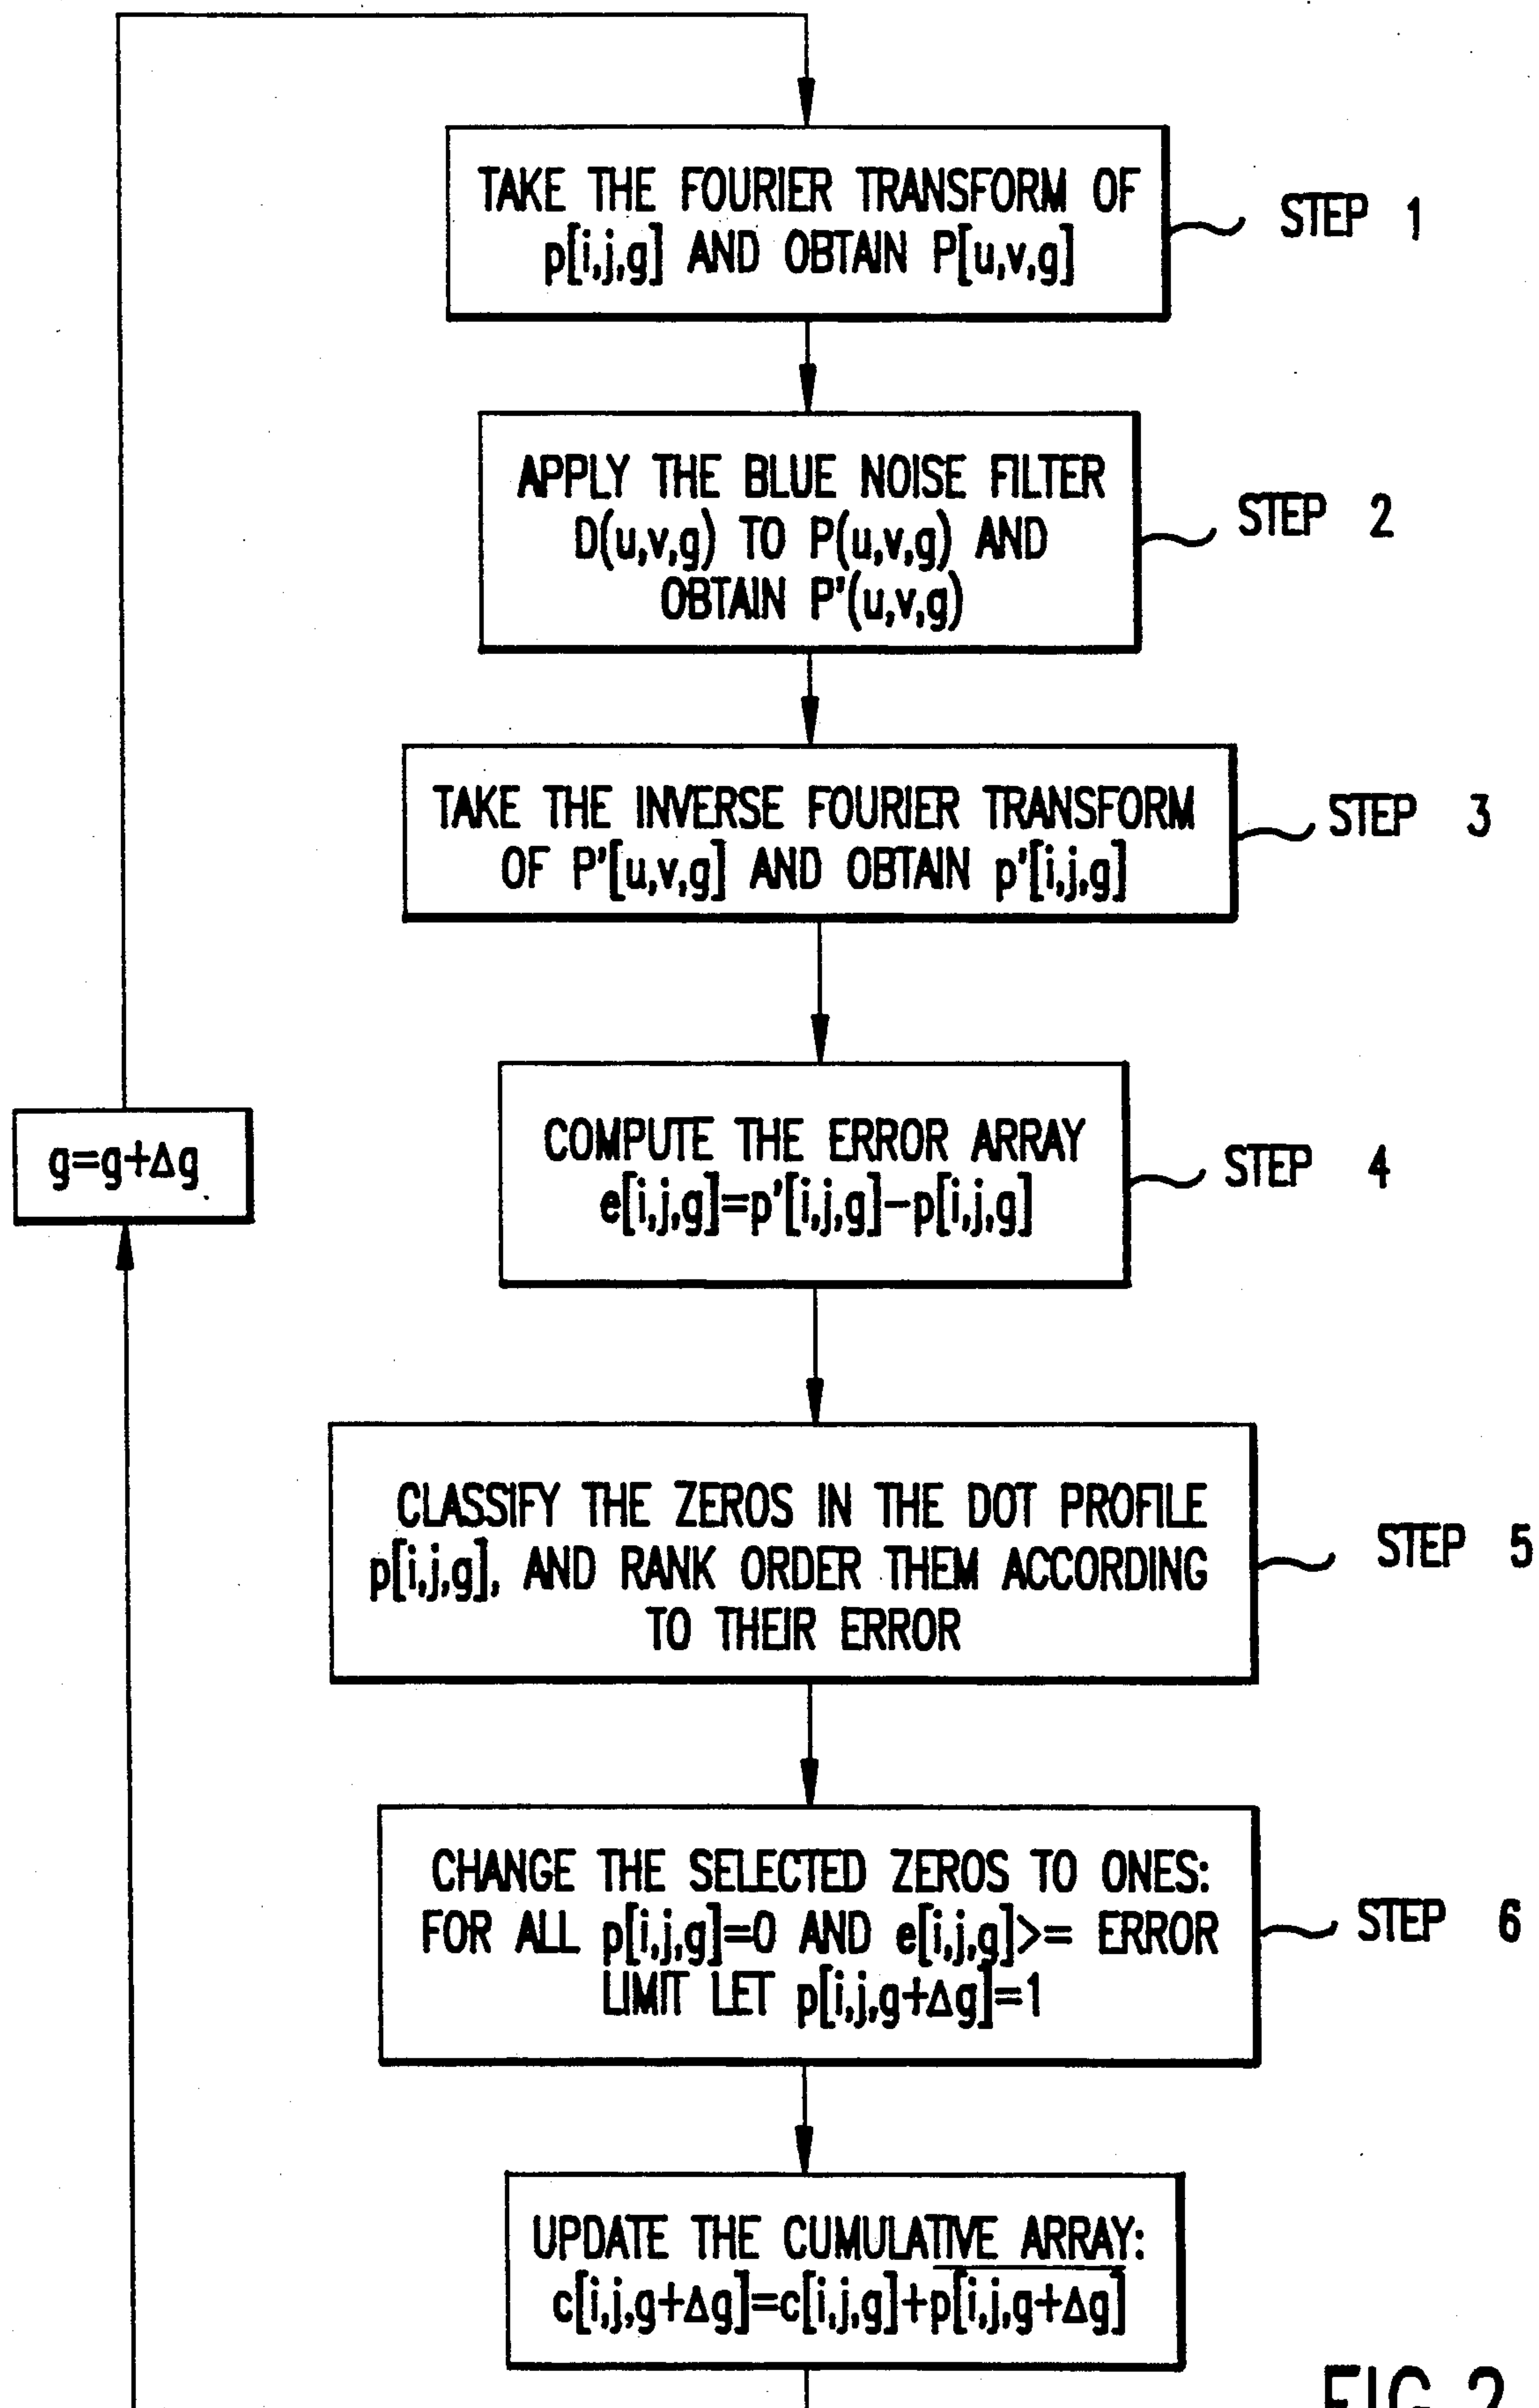 TAKE THE FOURIER TRANSFORM OF
p[i,j,g] AND OBTAIN P[u,v,g]
STEP 1
APPLY THE BLUE NOISE FILTER
D(u,v,g) TO P(u,v,g) AND
OBTAIN P'(u,v,g)
STEP 2
TAKE THE INVERSE FOURIER TRANSFORM
OF P'[u,v,g] AND OBTAIN p'[i,j,g]
STEP 3
COMPUTE THE ERROR ARRAY
e[i,j,g]=p'[i,j,g]-p[i,j,g]
STEP 4
g=g+Δg
CLASSIFY THE ZEROS IN THE DOT PROFILE
p[i,j,g], AND RANK ORDER THEM ACCORDING
TO THEIR ERROR
STEP 5
CHANGE THE SELECTED ZEROS TO ONES:
FOR ALL p[i,j,g]=0 AND e[i,j,g]>= ERROR
LIMIT LET p[i,j,g+Δg]=1
STEP 6
UPDATE THE CUMULATIVE ARRAY:
c[i,j,g+Δg]=c[i,j,g]+p̅[̅i̅,̅j̅,̅g̅+̅Δ̅g̅]̅
FIG.2